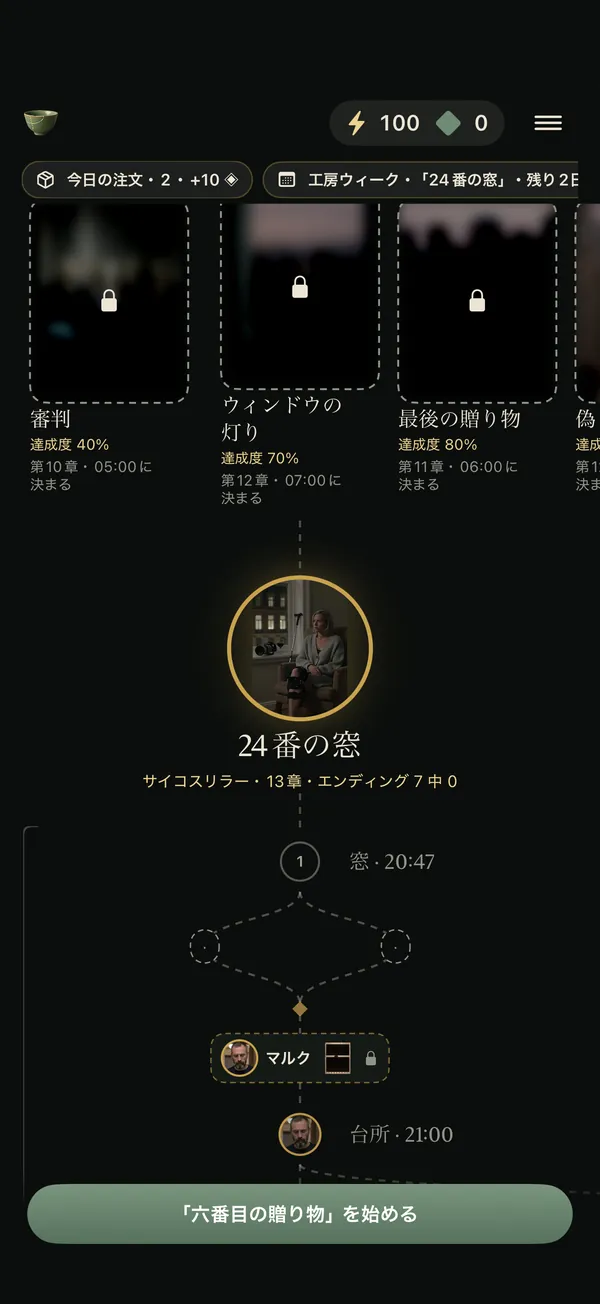 100 0
今日の注文・2・+10
工房ウィーク・「24番の窓」・残り2日
審判
達成度 40%
第10章・05:00に
決まる
ウィンドウの
灯り
達成度 70%
第12章・07:00に
決まる
最後の贈り物
達成度 80%
第11章・06:00に
決まる
偽
達成
第1
決ま
24番の窓
サイコスリラー・13章・エンディング 7 中 0
1 窓・20:47
マルク
台所・21:00
「六番目の贈り物」を始める